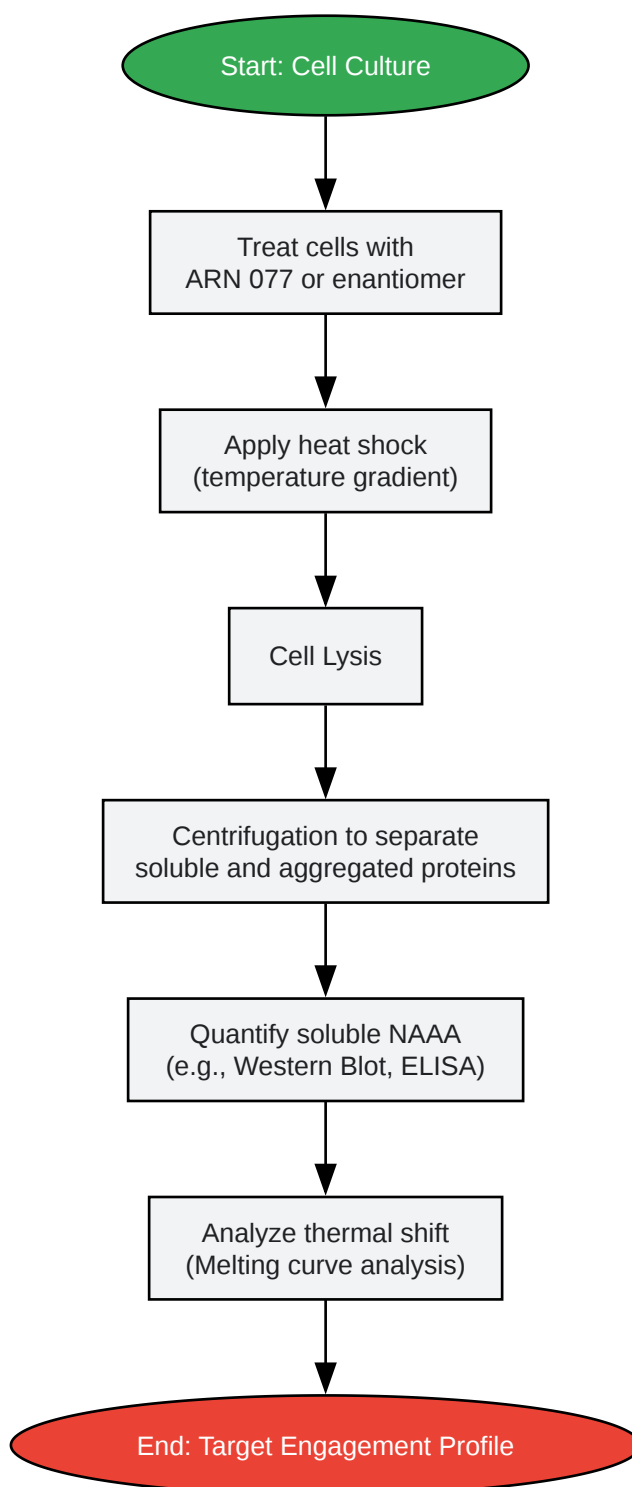 Start: Cell Culture
Treat cells with
ARN 077 or enantiomer
Apply heat shock
(temperature gradient)
Cell Lysis
Centrifugation to separate
soluble and aggregated proteins
Quantify soluble NAAA
(e.g., Western Blot, ELISA)
Analyze thermal shift
(Melting curve analysis)
End: Target Engagement Profile